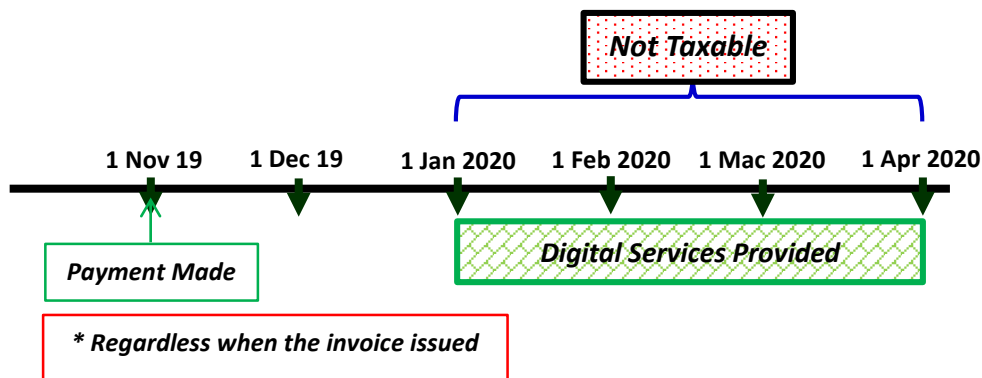 Not Taxable
1 Nov 19
1 Dec 19
1 Jan 2020
1 Feb 2020
1 Mac 2020
1 Apr 2020
Payment Made
Digital Services Provided
* Regardless when the invoice issued